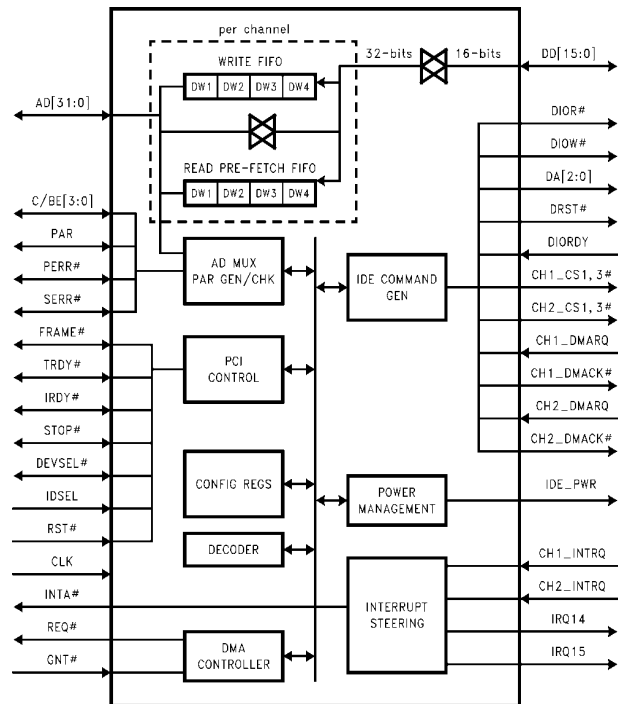 per channel
WRITE FIFO
32-bits
16-bits
DD[15:0]
DW1 DW2 DW3 DW4
AD[31:0]
DIOR#
DIOW#
READ PRE-FETCH FIFO
DW1 DW2 DW3 DW4
DA[2:0]
C/BE[3:0]
DRST#
PAR
DIORDY
AD MUX
PAR GEN/CHK
IDE COMMAND
GEN
PERR#
CH1_CS1,3#
SERR#
CH2_CS1,3#
FRAME#
CH1_DMARQ
TRDY#
PCI
CONTROL
CH1_DMACK#
IRDY#
CH2_DMARQ
STOP#
CH2_DMACK#
DEVSEL#
CONFIG REGS
POWER
MANAGEMENT
IDE_PWR
IDSEL
RST#
DECODER
CLK
CH1_INTRQ
INTA#
CH2_INTRQ
INTERRUPT
STEERING
REQ#
IRQ14
DMA
CONTROLLER
GNT#
IRQ15